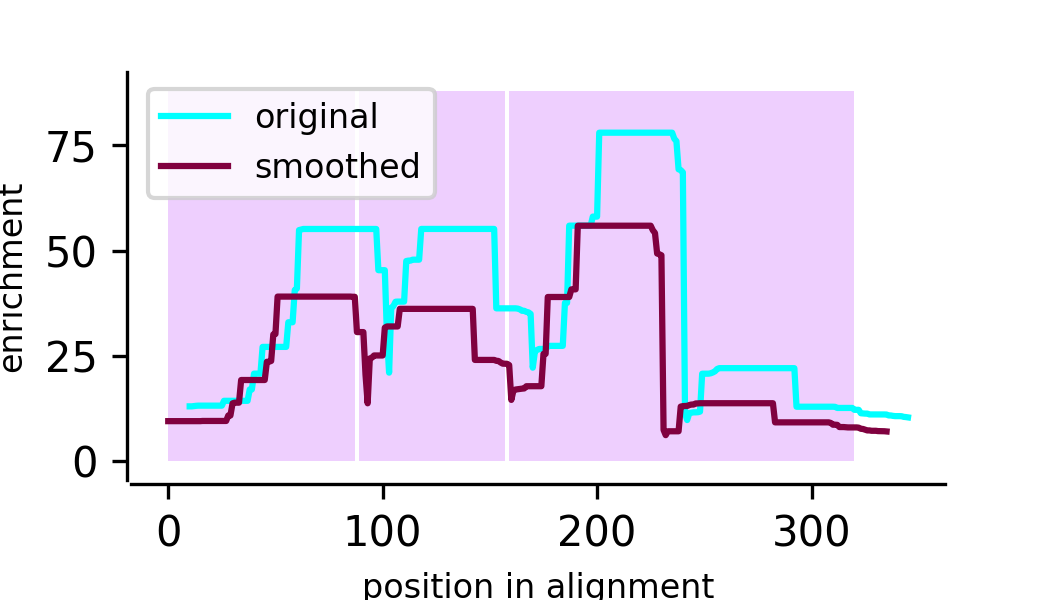 original
smoothed
75
50
25
0
enrichment
0 100 200 300
position in alignment